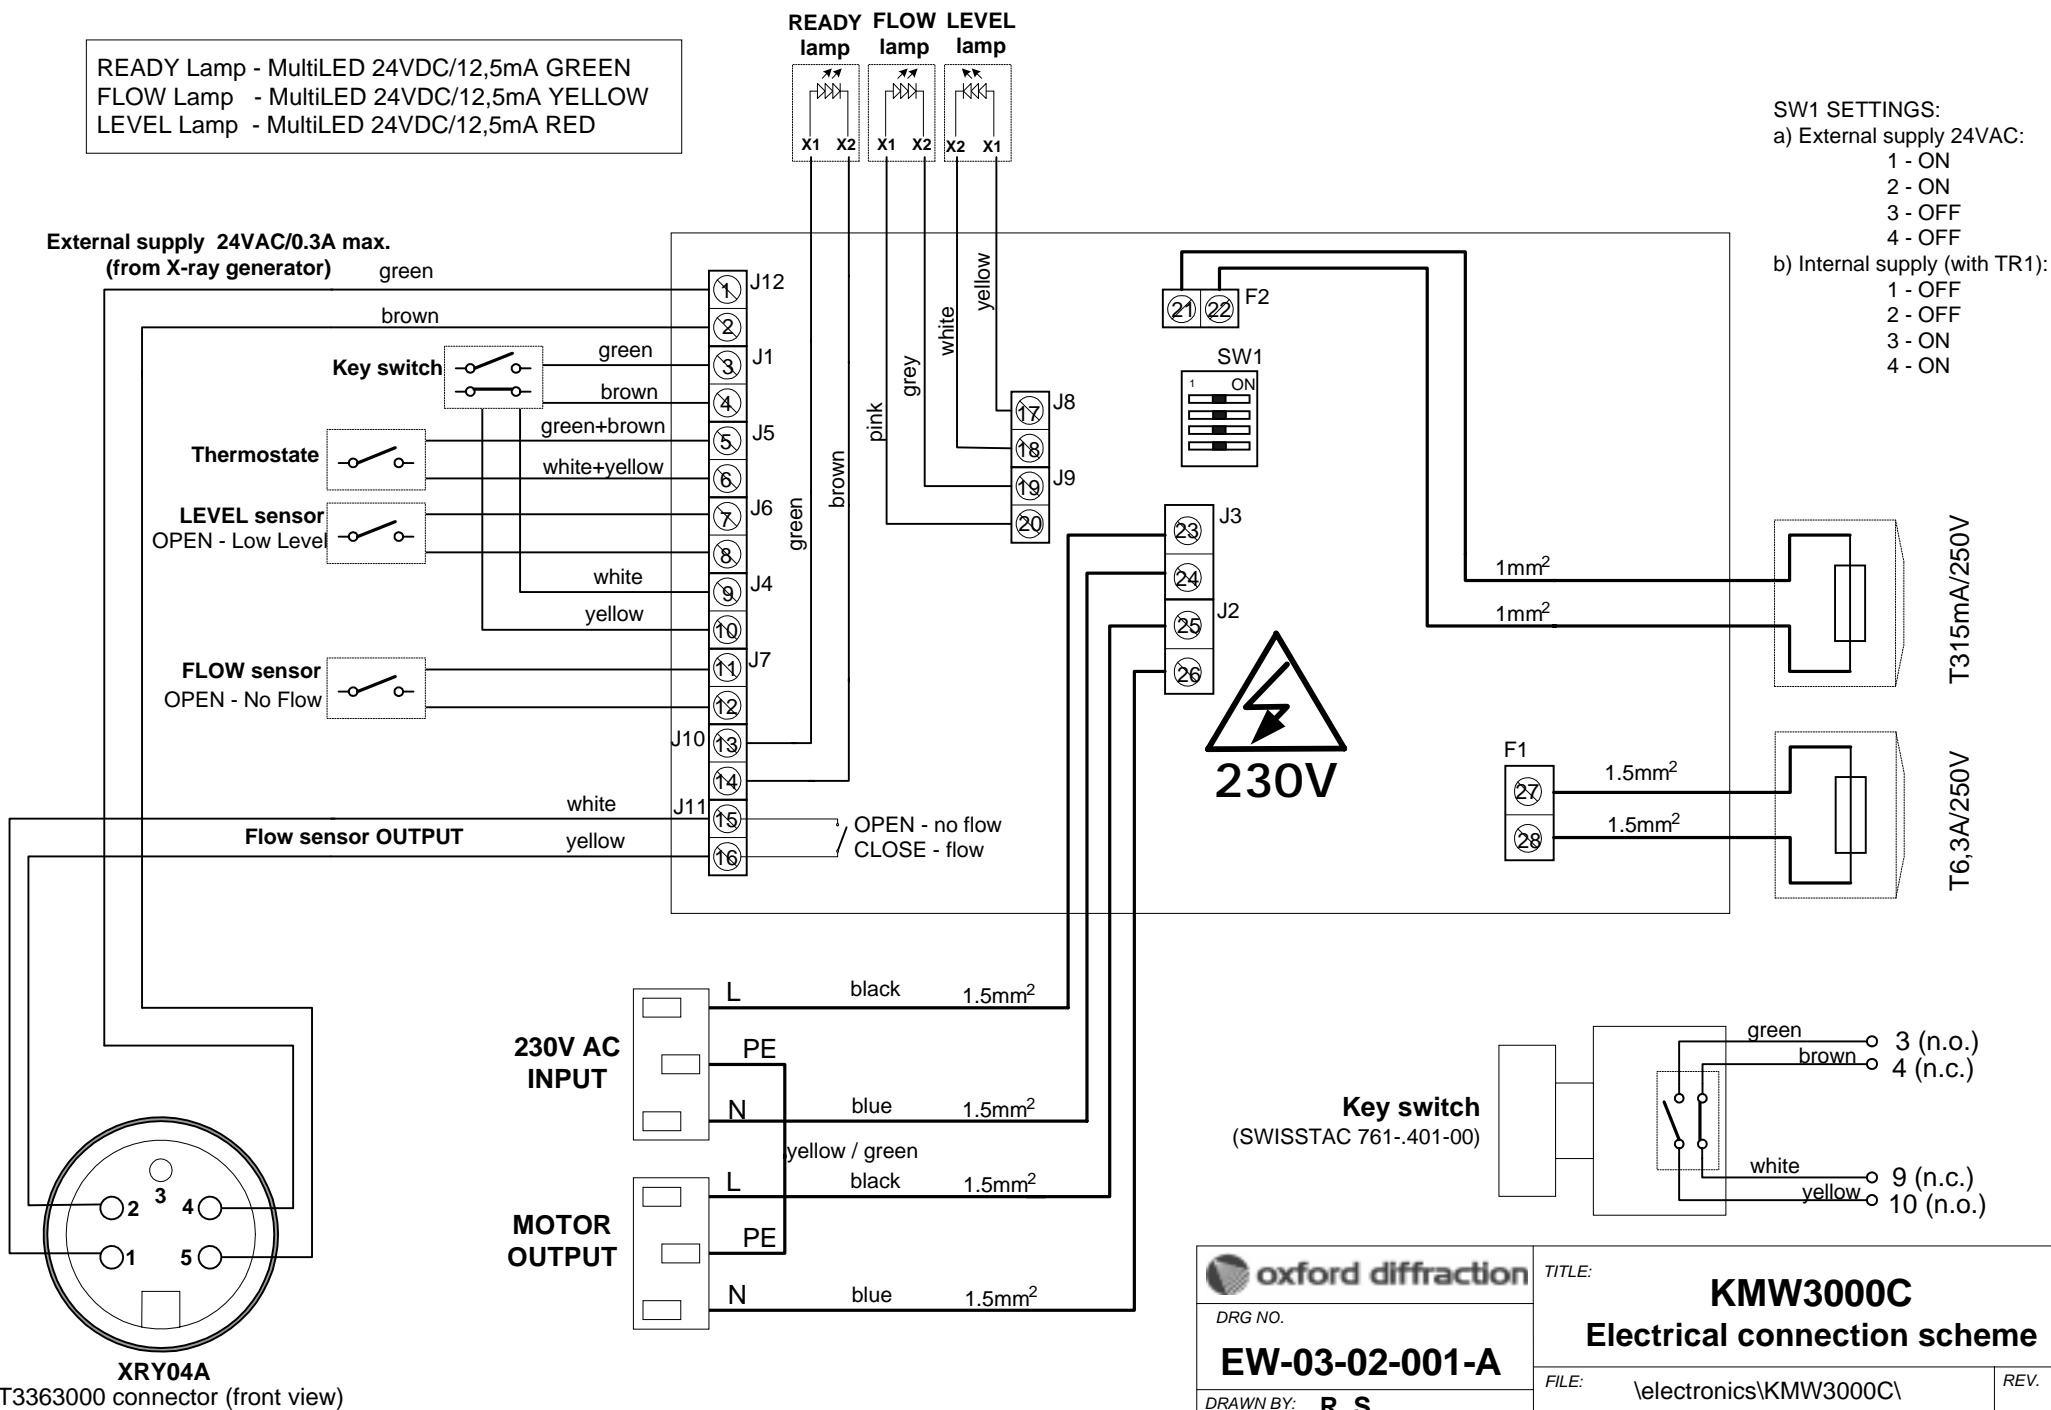 READY FLOW LEVEL
lamp lamp lamp
READY Lamp - MultiLED 24VDC/12,5mA GREEN
FLOW Lamp - MultiLED 24VDC/12,5mA YELLOW
LEVEL Lamp - MultiLED 24VDC/12,5mA RED
X1 X2 X1 X2 X2 X1
SW1 SETTINGS:
a) External supply 24VAC:
1 - ON
2 - ON
3 - OFF
4 - OFF
b) Internal supply (with TR1):
1 - OFF
2 - OFF
3 - ON
4 - ON
External supply 24VAC/0.3A max.
(from X-ray generator)
green
brown
Key switch
green
brown
Thermostate
green+brown
white+yellow
LEVEL sensor
OPEN - Low Level
white
yellow
FLOW sensor
OPEN - No Flow
white
Flow sensor OUTPUT
yellow
1 J12
2
3 J1
4
5 J5
6
7 J6
8
9 J4
10
11 J7
12
J10 13
14
J11 15
16
OPEN - no flow
CLOSE - flow
green
brown
pink
grey
white
yellow
17 J8
18
19 J9
20
21 22 F2
SW1
1 ON
23 J3
24
25 J2
26
230V
1mm2
1mm2
T315mA/250V
F1
27
28
1.5mm2
1.5mm2
T6,3A/250V
230V AC
INPUT
L black 1.5mm2
PE
N blue 1.5mm2
yellow / green
MOTOR
OUTPUT
L black 1.5mm2
PE
N blue 1.5mm2
3
2 4
1 5
XRY04A
T3363000 connector (front view)
Key switch
(SWISSTAC 761-.401-00)
green 3 (n.o.)
brown 4 (n.c.)
white 9 (n.c.)
yellow 10 (n.o.)
oxford diffraction
TITLE:
KMW3000C
Electrical connection scheme
DRG NO.
EW-03-02-001-A
FILE: \electronics\KMW3000C\
REV.
DRAWN BY: R. S.